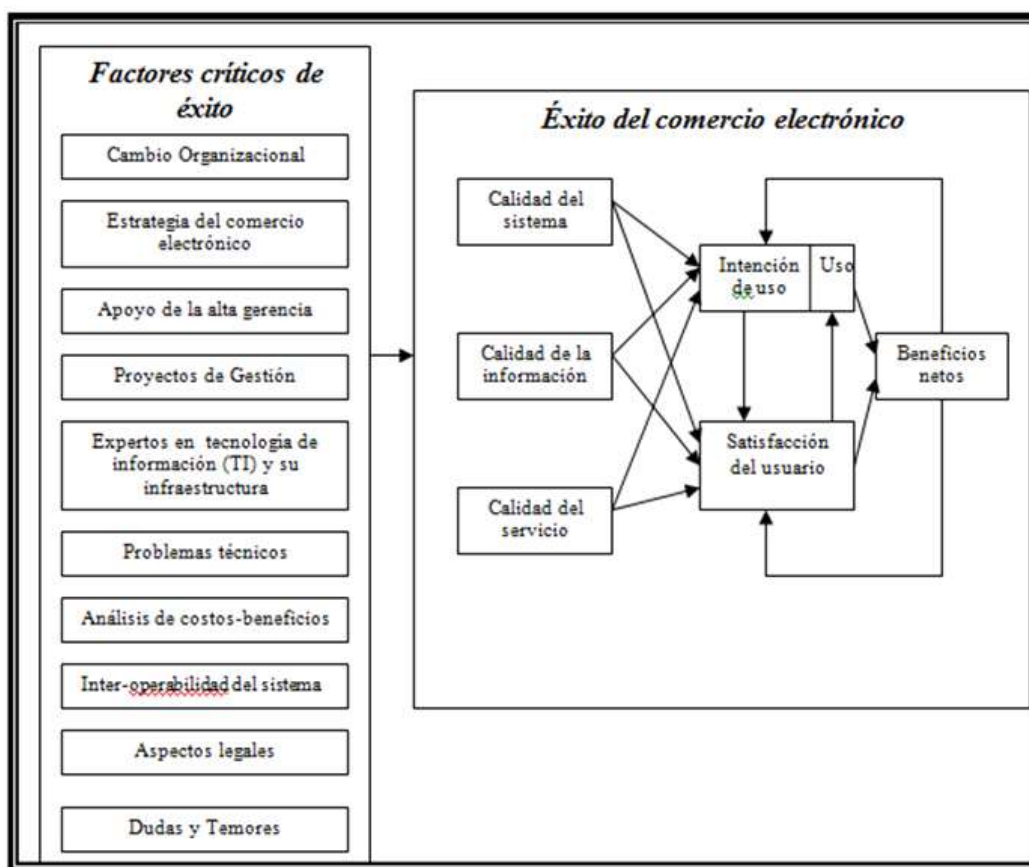 Factores críticos de
éxito
Cambio Organizacional
Estrategia del comercio
electrónico
Apoyo de la alta gerencia
Proyectos de Gestión
Expertos en tecnología de
información (TI) y su
infraestructura
Problemas técnicos
Análisis de costos-beneficios
Inter-operabilidad del sistema
Aspectos legales
Dudas y Temores
Éxito del comercio electrónico
Calidad del
sistema
Calidad de la
información
Calidad del
servicio
Intención
de uso
Uso
Satisfacción
del usuario
Beneficios
netos